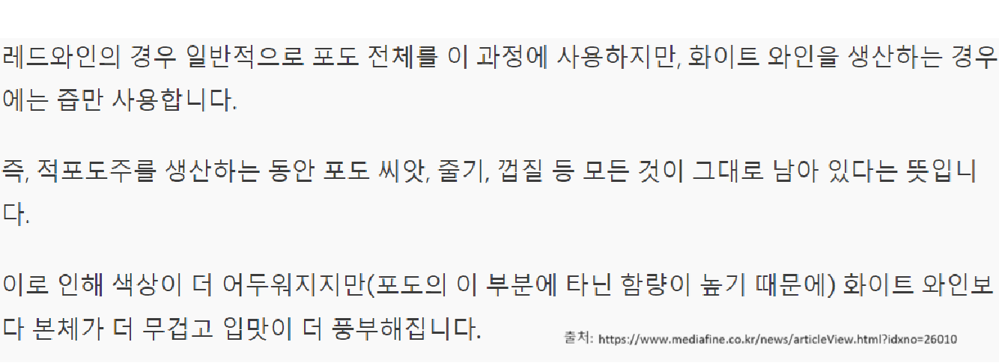 레드와인의 경우 일반적으로 포도 전체를 이 과정에 사용하지만, 화이트 와인을 생산하는 경우
에는 즙만 사용합니다.
즉, 적포도주를 생산하는 동안 포도 씨앗, 줄기, 껍질 등 모든 것이 그대로 남아 있다는 뜻입니
다.
이로 인해 색상이 더 어두워지지만(포도의 이 부분에 타닌 함량이 높기 때문에) 화이트 와인보
다 본체가 더 무겁고 입맛이 더 풍부해집니다.
출처: https://www.mediafine.co.kr/news/articleView.html?idxno=26010